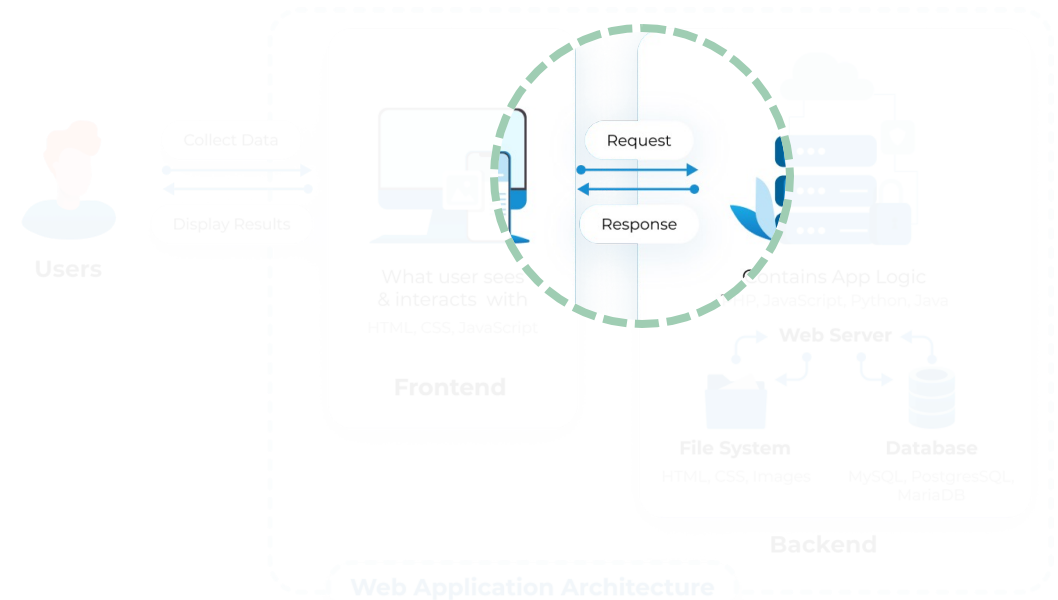 Collect Data
Request
Response
Display Results
Users
What user sees
& interacts with
HTML, CSS, JavaScript
Frontend
Contains App Logic
JavaScript, Python, Java
Web Server
File System
HTML, CSS, Images
Database
MySQL, PostgresSQL,
MariaDB
Backend
Web Application Architecture